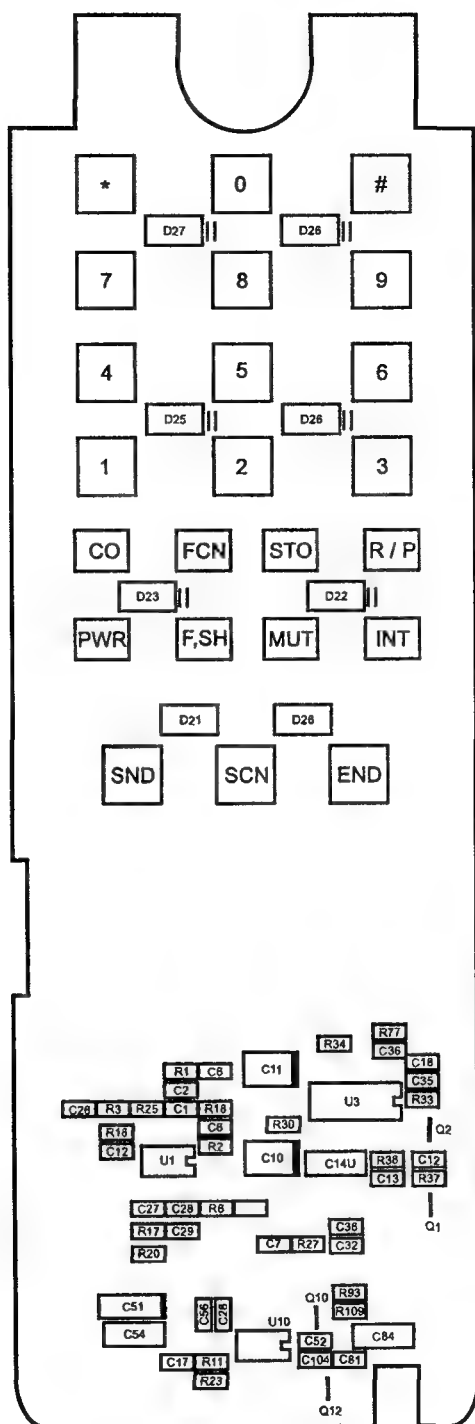 * 0 #
D27 D26
7 8 9
4 5 6
D25 D26
1 2 3
CO FCN STO R / P
D23 D22
PWR F,SH MUT INT
D21 D26
SND SCN END
R77
R34 C36
R1 C6 C11 C18
C2 C35
U3 R33
C26 R3 R25 C1 R18
R18 C6 R30 Q2
C12 U1 R2 C10 C14U R38 C12
C13 R37
C27 C28 R6 Q1
R17 C29 C36
R20 C7 R27 C32
Q10 R93
C51 C56 C28 R109
C54 U10 C52 C84
C17 R11 C104 C81
R23 Q12